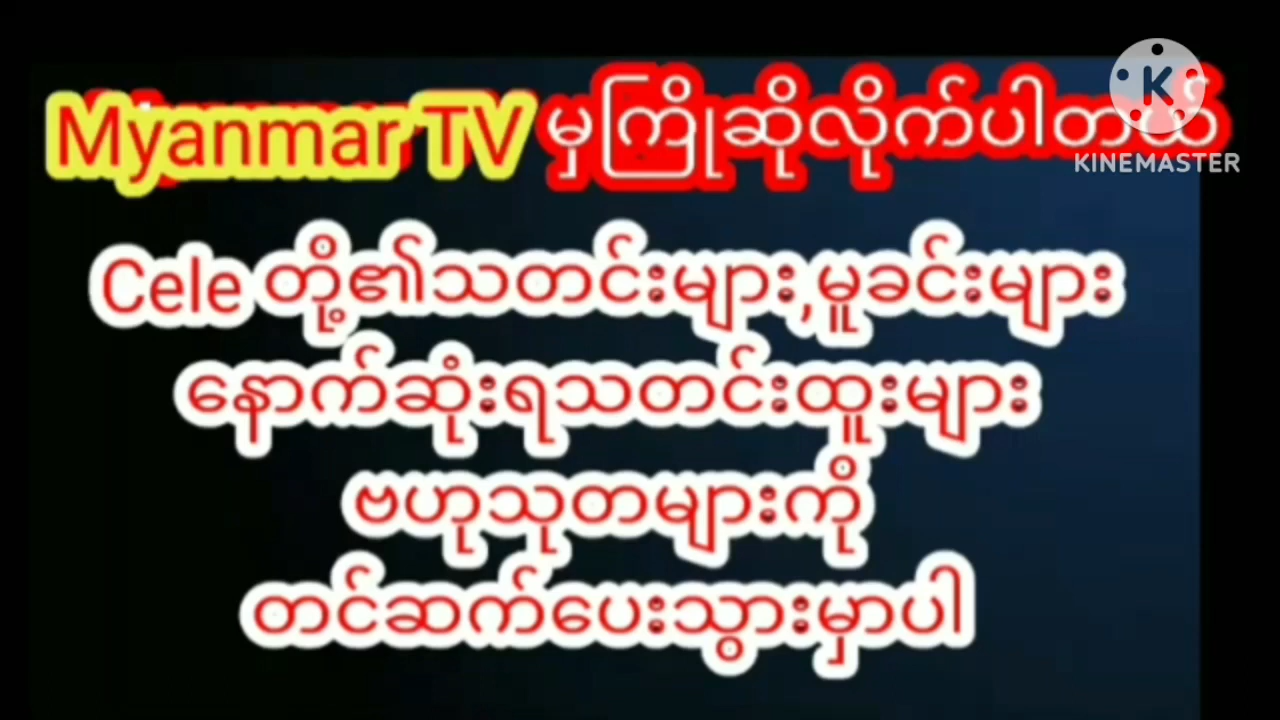 Myanmar TV မှကြိုဆိုလိုက်ပါတယ်
K
KINEMASTER
Cele တို့၏သတင်းများ,မူခင်းများ
နောက်ဆုံးရသတင်းထူးများ
ဗဟုသုတများကို
တင်ဆက်ပေးသွားမှာပါ